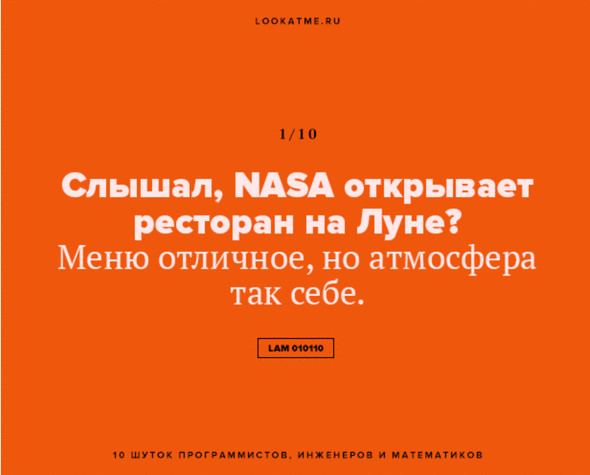 LOOKATME.RU
1/10
Слышал, NASA открывает
ресторан на Луне?
Меню отличное, но атмосфера
так себе.
LAM 010110
10 ШУТОК ПРОГРАММИСТОВ, ИНЖЕНЕРОВ И МАТЕМАТИКОВ